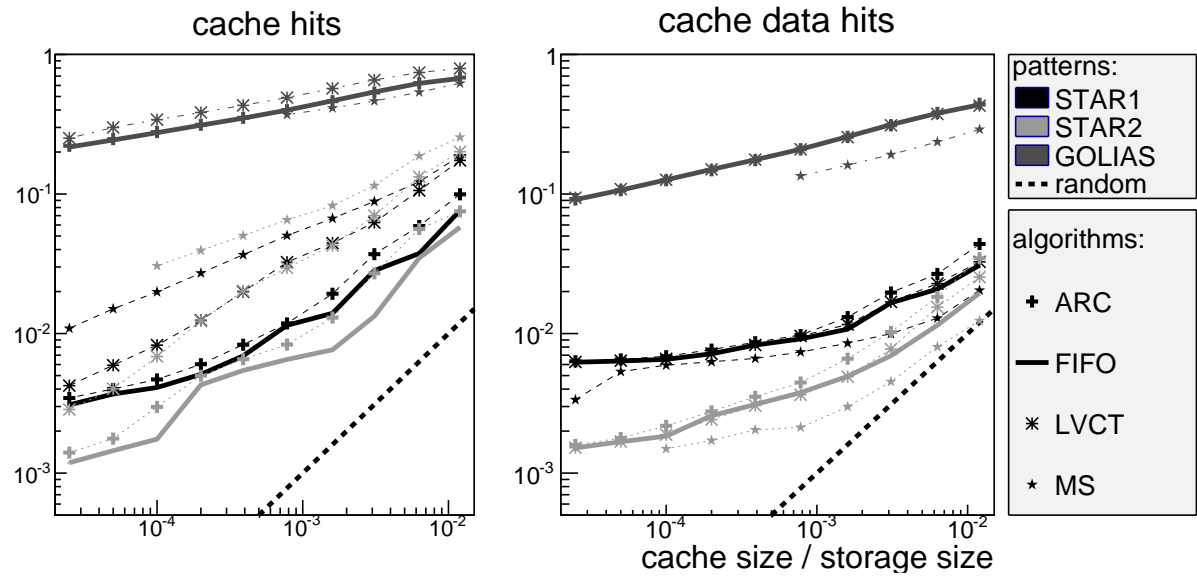 cache hits
cache data hits
1
10⁻¹
10⁻²
10⁻³
10⁻⁴
10⁻³
10⁻²
1
10⁻¹
10⁻²
10⁻³
10⁻⁴
10⁻³
10⁻²
cache size / storage size
patterns:
STAR1
STAR2
GOLIAS
random
algorithms:
ARC
FIFO
LVCT
MS